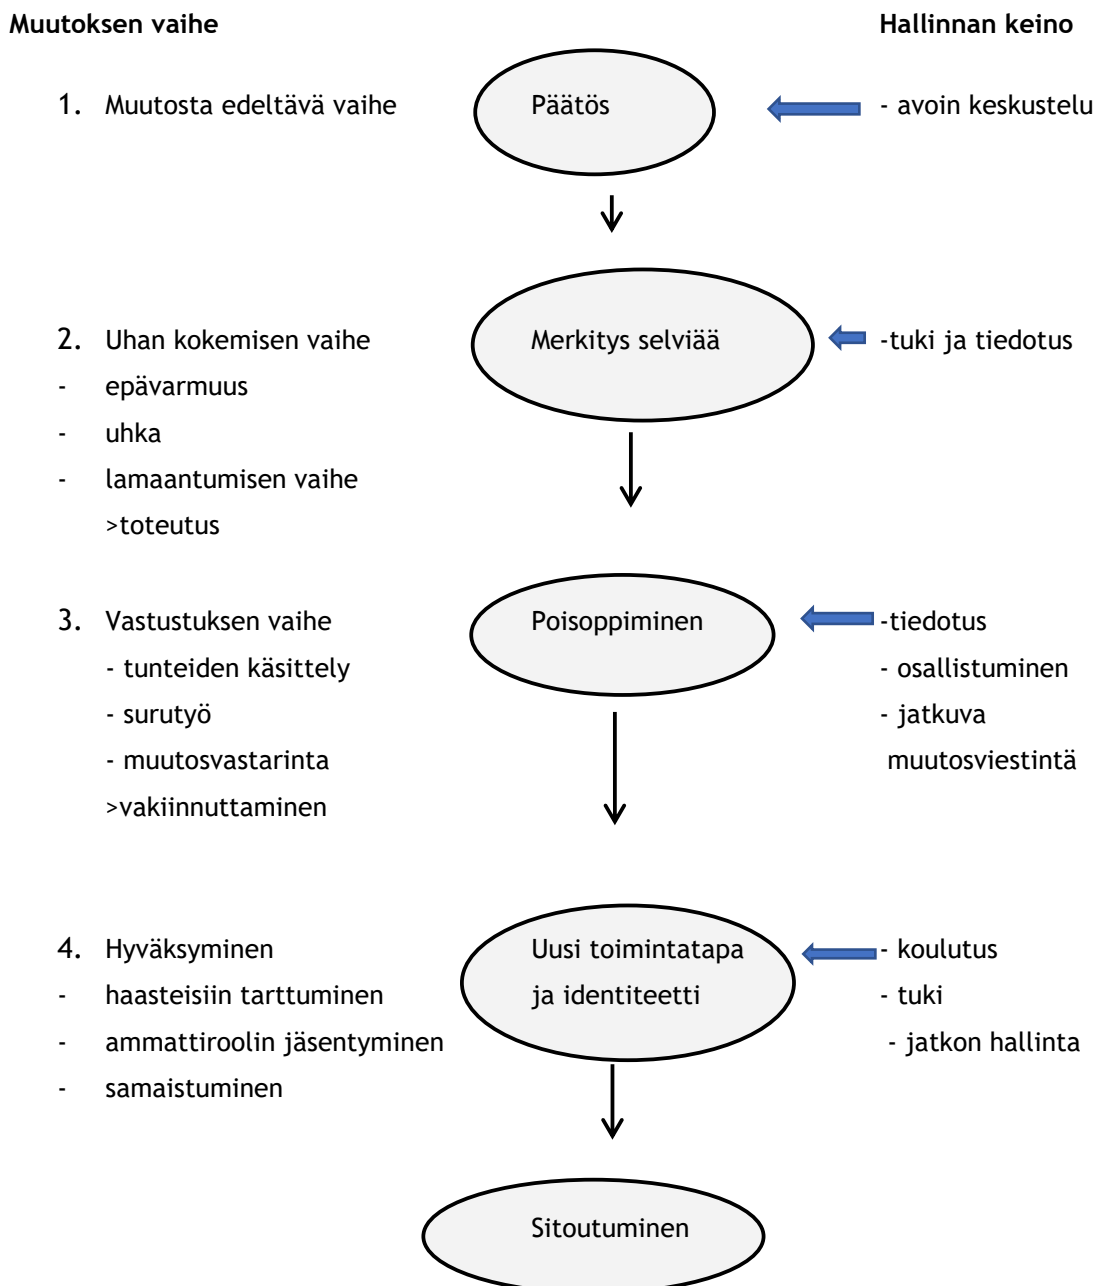 Muutoksen vaihe Hallinnan keino
1. Muutosta edeltävä vaihe Päätös - avoin keskustelu
2. Uhan kokemisen vaihe Merkitys selviää -tuki ja tiedotus
- epävarmuus
- uhka
- lamaantumisen vaihe
>toteutus
3. Vastustuksen vaihe Poisoppiminen -tiedotus
- tunteiden käsittely - osallistuminen
- surutyö - jatkuva
- muutosvastarinta muutosviestintä
>vakiinnuttaminen
4. Hyväksyminen Uusi toimintatapa - koulutus
- haasteisiin tarttuminen ja identiteetti - tuki
- ammattiroolin jäsentyminen - jatkon hallinta
- samaistuminen
Sitoutuminen